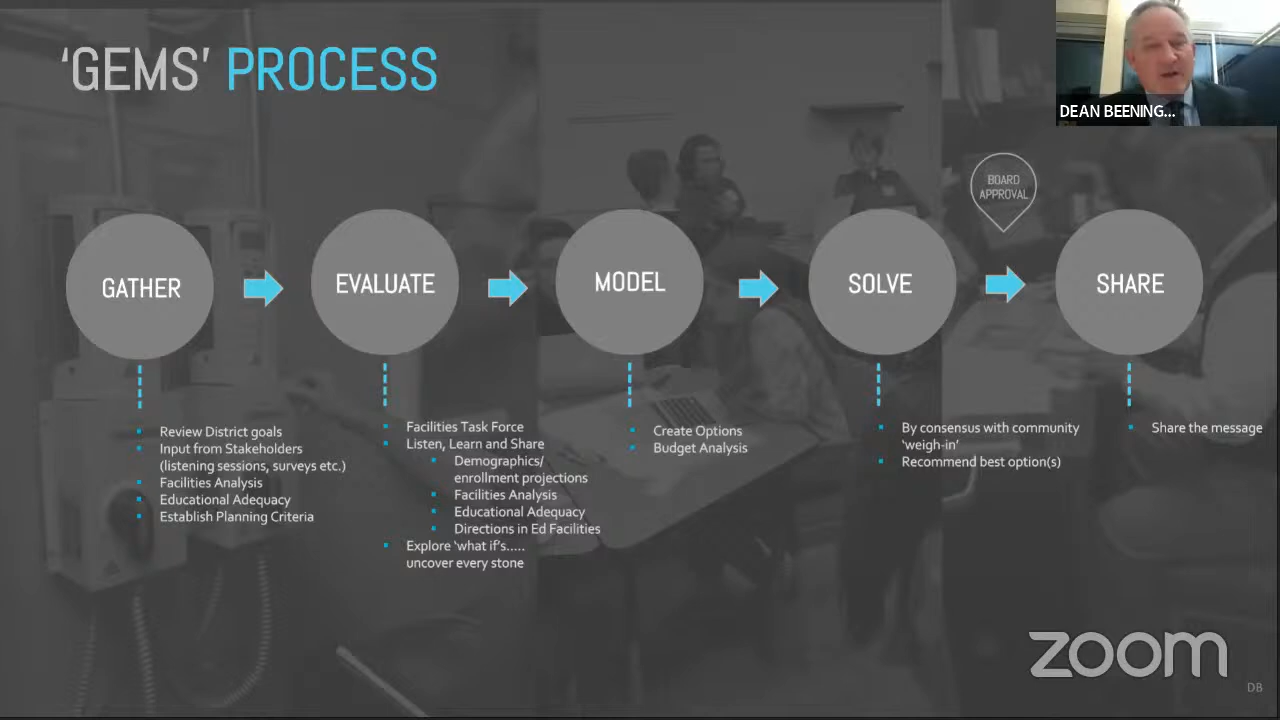 ‘GEMS’ PROCESS
DEAN BEENING...
BOARD
APPROVAL
GATHER
EVALUATE
MODEL
SOLVE
SHARE
Review District goals
Input from Stakeholders
(listening sessions, surveys etc.)
Facilities Analysis
Educational Adequacy
Establish Planning Criteria
Facilities Task Force
Listen, Learn and Share
Demographics/
enrollment projections
Facilities Analysis
Educational Adequacy
Directions in Ed Facilities
Explore ‘what if’s.....
uncover every stone
Create Options
Budget Analysis
By consensus with community
‘weigh-in’
Recommend best option(s)
Share the message
zoom
DB